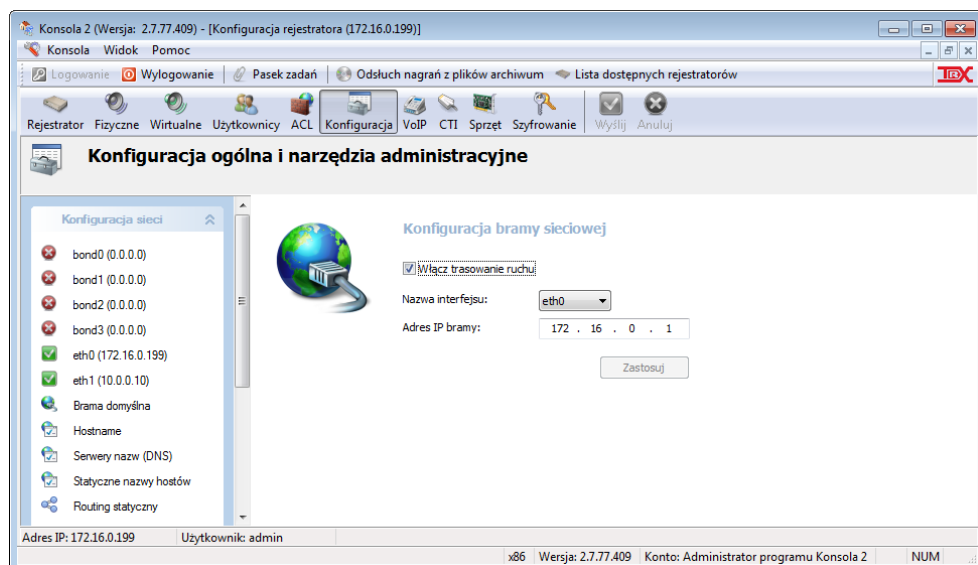 Konsola 2 (Wersja: 2.7.77.409) - [Konfiguracja rejestratora (172.16.0.199)]
Konsola Widok Pomoc
Logowanie Wylogowanie Pasek zadań Odsłuch nagrań z plików archiwum Lista dostępnych rejestratorów
TRX
Rejestrator Fizyczne Wirtualne Użytkownicy ACL Konfiguracja VoIP CTI Sprzęt Szyfrowanie Wyślij Anuluj
Konfiguracja ogólna i narzędzia administracyjne
Konfiguracja sieci
bond0 (0.0.0.0)
bond1 (0.0.0.0)
bond2 (0.0.0.0)
bond3 (0.0.0.0)
eth0 (172.16.0.199)
eth1 (10.0.0.10)
Brama domyślna
Hostname
Serwery nazw (DNS)
Statyczne nazwy hostów
Routing statyczny
Konfiguracja bramy sieciowej
Włącz trasowanie ruchu
Nazwa interfejsu: eth0
Adres IP bramy: 172 . 16 . 0 . 1
Zastosuj
Adres IP: 172.16.0.199 Użytkownik: admin
x86 Wersja: 2.7.77.409 Konto: Administrator programu Konsola 2 NUM